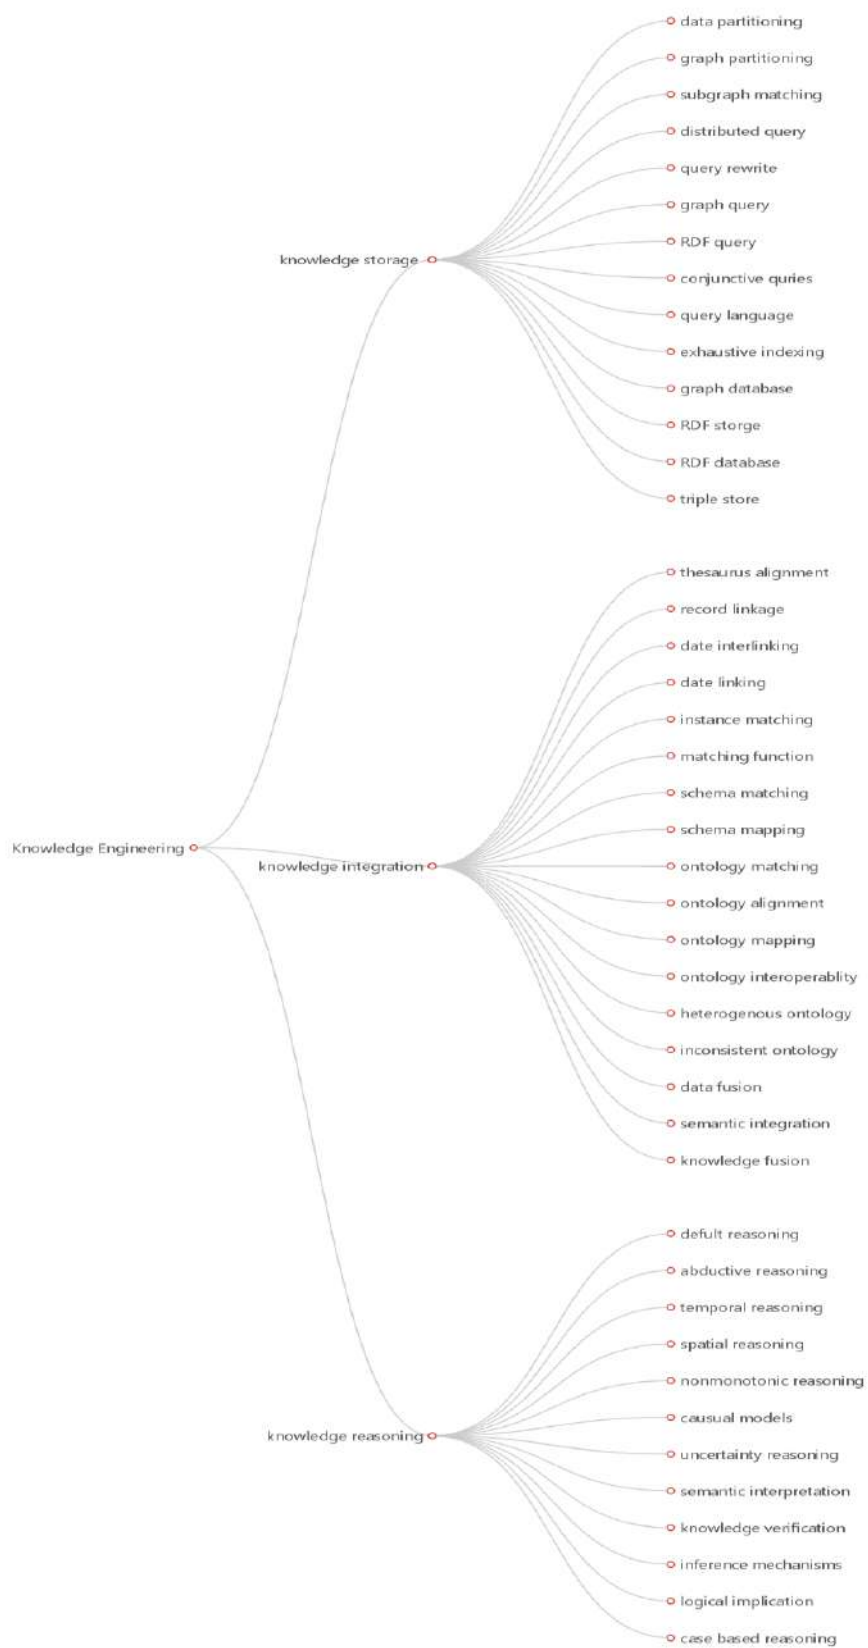 data partitioning
graph partitioning
subgraph matching
distributed query
query rewrite
graph query
RDF query
knowledge storage
conjunctive quries
query language
exhaustive indexing
graph database
RDF storge
RDF database
triple store
thesaurus alignment
record linkage
date interlinking
date linking
instance matching
matching function
schema matching
schema mapping
Knowledge Engineering
knowledge integration
ontology matching
ontology alignment
ontology mapping
ontology interoperablity
heterogenous ontology
inconsistent ontology
data fusion
semantic integration
knowledge fusion
defult reasoning
abductive reasoning
temporal reasoning
spatial reasoning
nonmonotonic reasoning
causual models
knowledge reasoning
uncertainty reasoning
semantic interpretation
knowledge verification
inference mechanisms
logical implication
case based reasoning